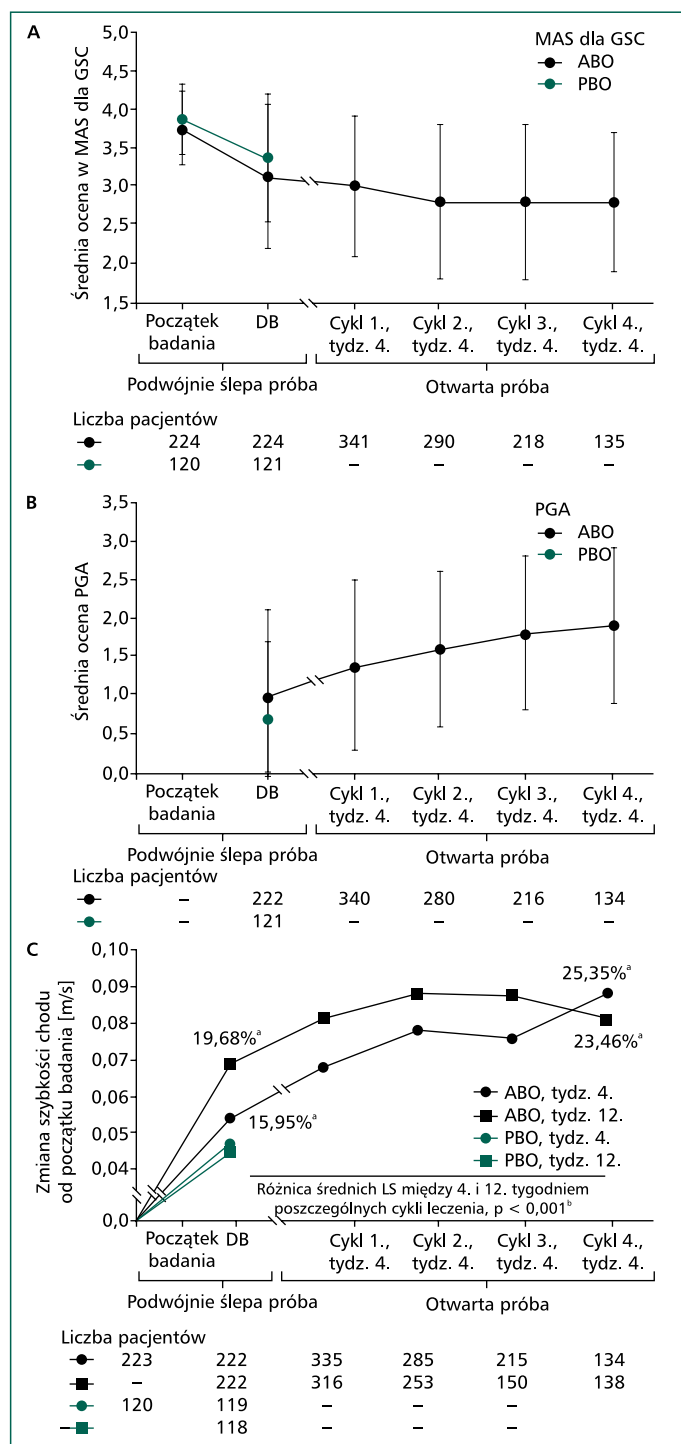 A
MAS dla GSC
ABO
PBO
Średnia ocena w MAS dla GSC
5,0
4,5
4,0
3,5
3,0
2,5
2,0
1,5
Początek badania
DB
Cykl 1., tydz. 4.
Cykl 2., tydz. 4.
Cykl 3., tydz. 4.
Cykl 4., tydz. 4.
Podwójnie ślepa próba
Otwarta próba
Liczba pacjentów
224 224 341 290 218 135
120 121 – – – –
B
PGA
ABO
PBO
Średnia ocena PGA
3,5
3,0
2,5
2,0
1,5
1,0
0,5
0,0
Początek badania
DB
Cykl 1., tydz. 4.
Cykl 2., tydz. 4.
Cykl 3., tydz. 4.
Cykl 4., tydz. 4.
Podwójnie ślepa próba
Otwarta próba
Liczba pacjentów
– 222 340 280 216 134
– 121 – – – –
C
Zmiana szybkości chodu od początku badania [m/s]
0,10
0,09
0,08
0,07
0,06
0,05
0,04
0,0
19,68%ᵃ
15,95%ᵃ
25,35%ᵃ
23,46%ᵃ
ABO, tydz. 4.
ABO, tydz. 12.
PBO, tydz. 4.
PBO, tydz. 12.
Różnica średnich LS między 4. i 12. tygodniem
poszczególnych cykli leczenia, p < 0,001ᵇ
Początek badania
DB
Cykl 1., tydz. 4.
Cykl 2., tydz. 4.
Cykl 3., tydz. 4.
Cykl 4., tydz. 4.
Podwójnie ślepa próba
Otwarta próba
Liczba pacjentów
223 222 335 285 215 134
– 222 316 253 150 138
120 119 – – – –
– 118 – – – –